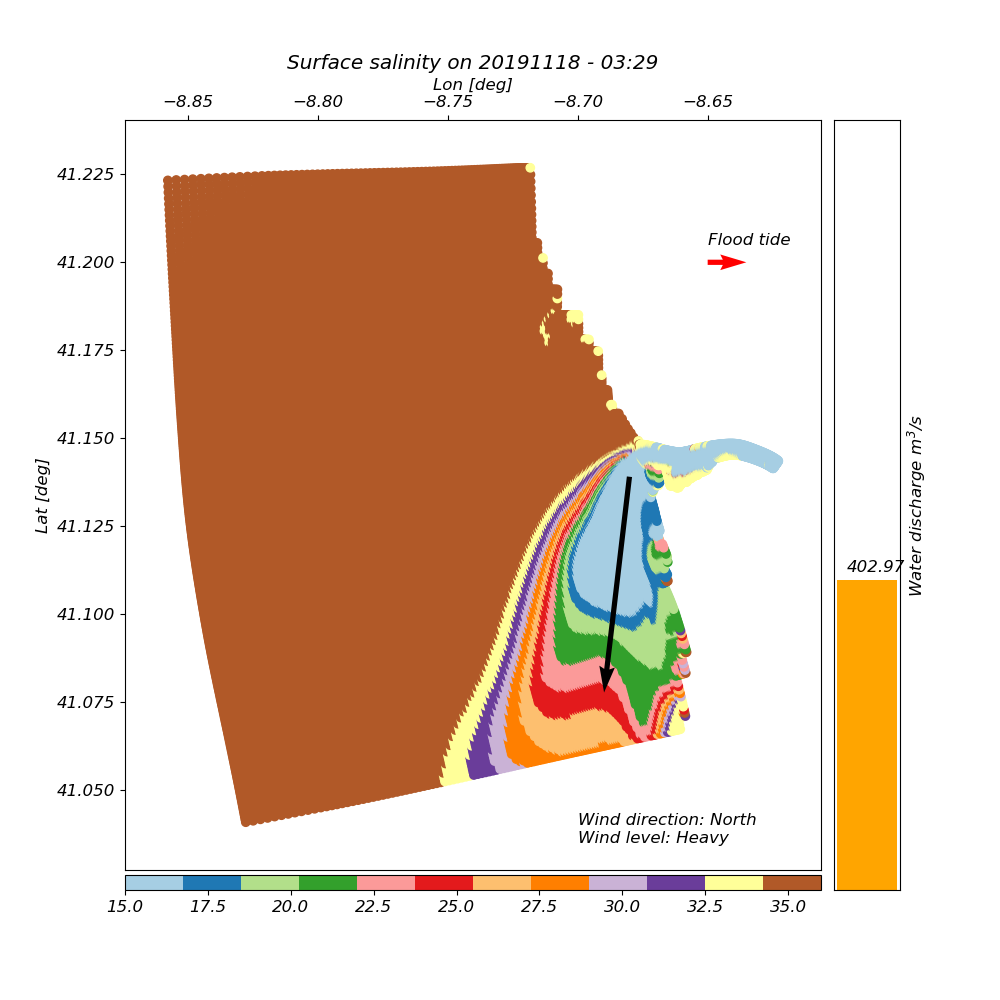 Surface salinity on 20191118 - 03:29
Lon [deg]
−8.85 −8.80 −8.75 −8.70 −8.65
41.225
41.200
41.175
41.150
41.125
41.100
41.075
41.050
Lat [deg]
Flood tide
Wind direction: North
Wind level: Heavy
15.0 17.5 20.0 22.5 25.0 27.5 30.0 32.5 35.0
402.97
Water discharge m³/s